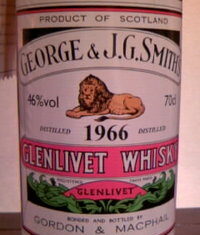 PRODUCT OF SCOTLAND
GEORGE & J.G. SMITH'S
46%vol
70cl
DISTILLED 1966 DISTILLED
GLENLIVET WHISKY
REGISTERED
GLENLIVET
BONDED AND BOTTLED BY
GORDON & MACPHAIL